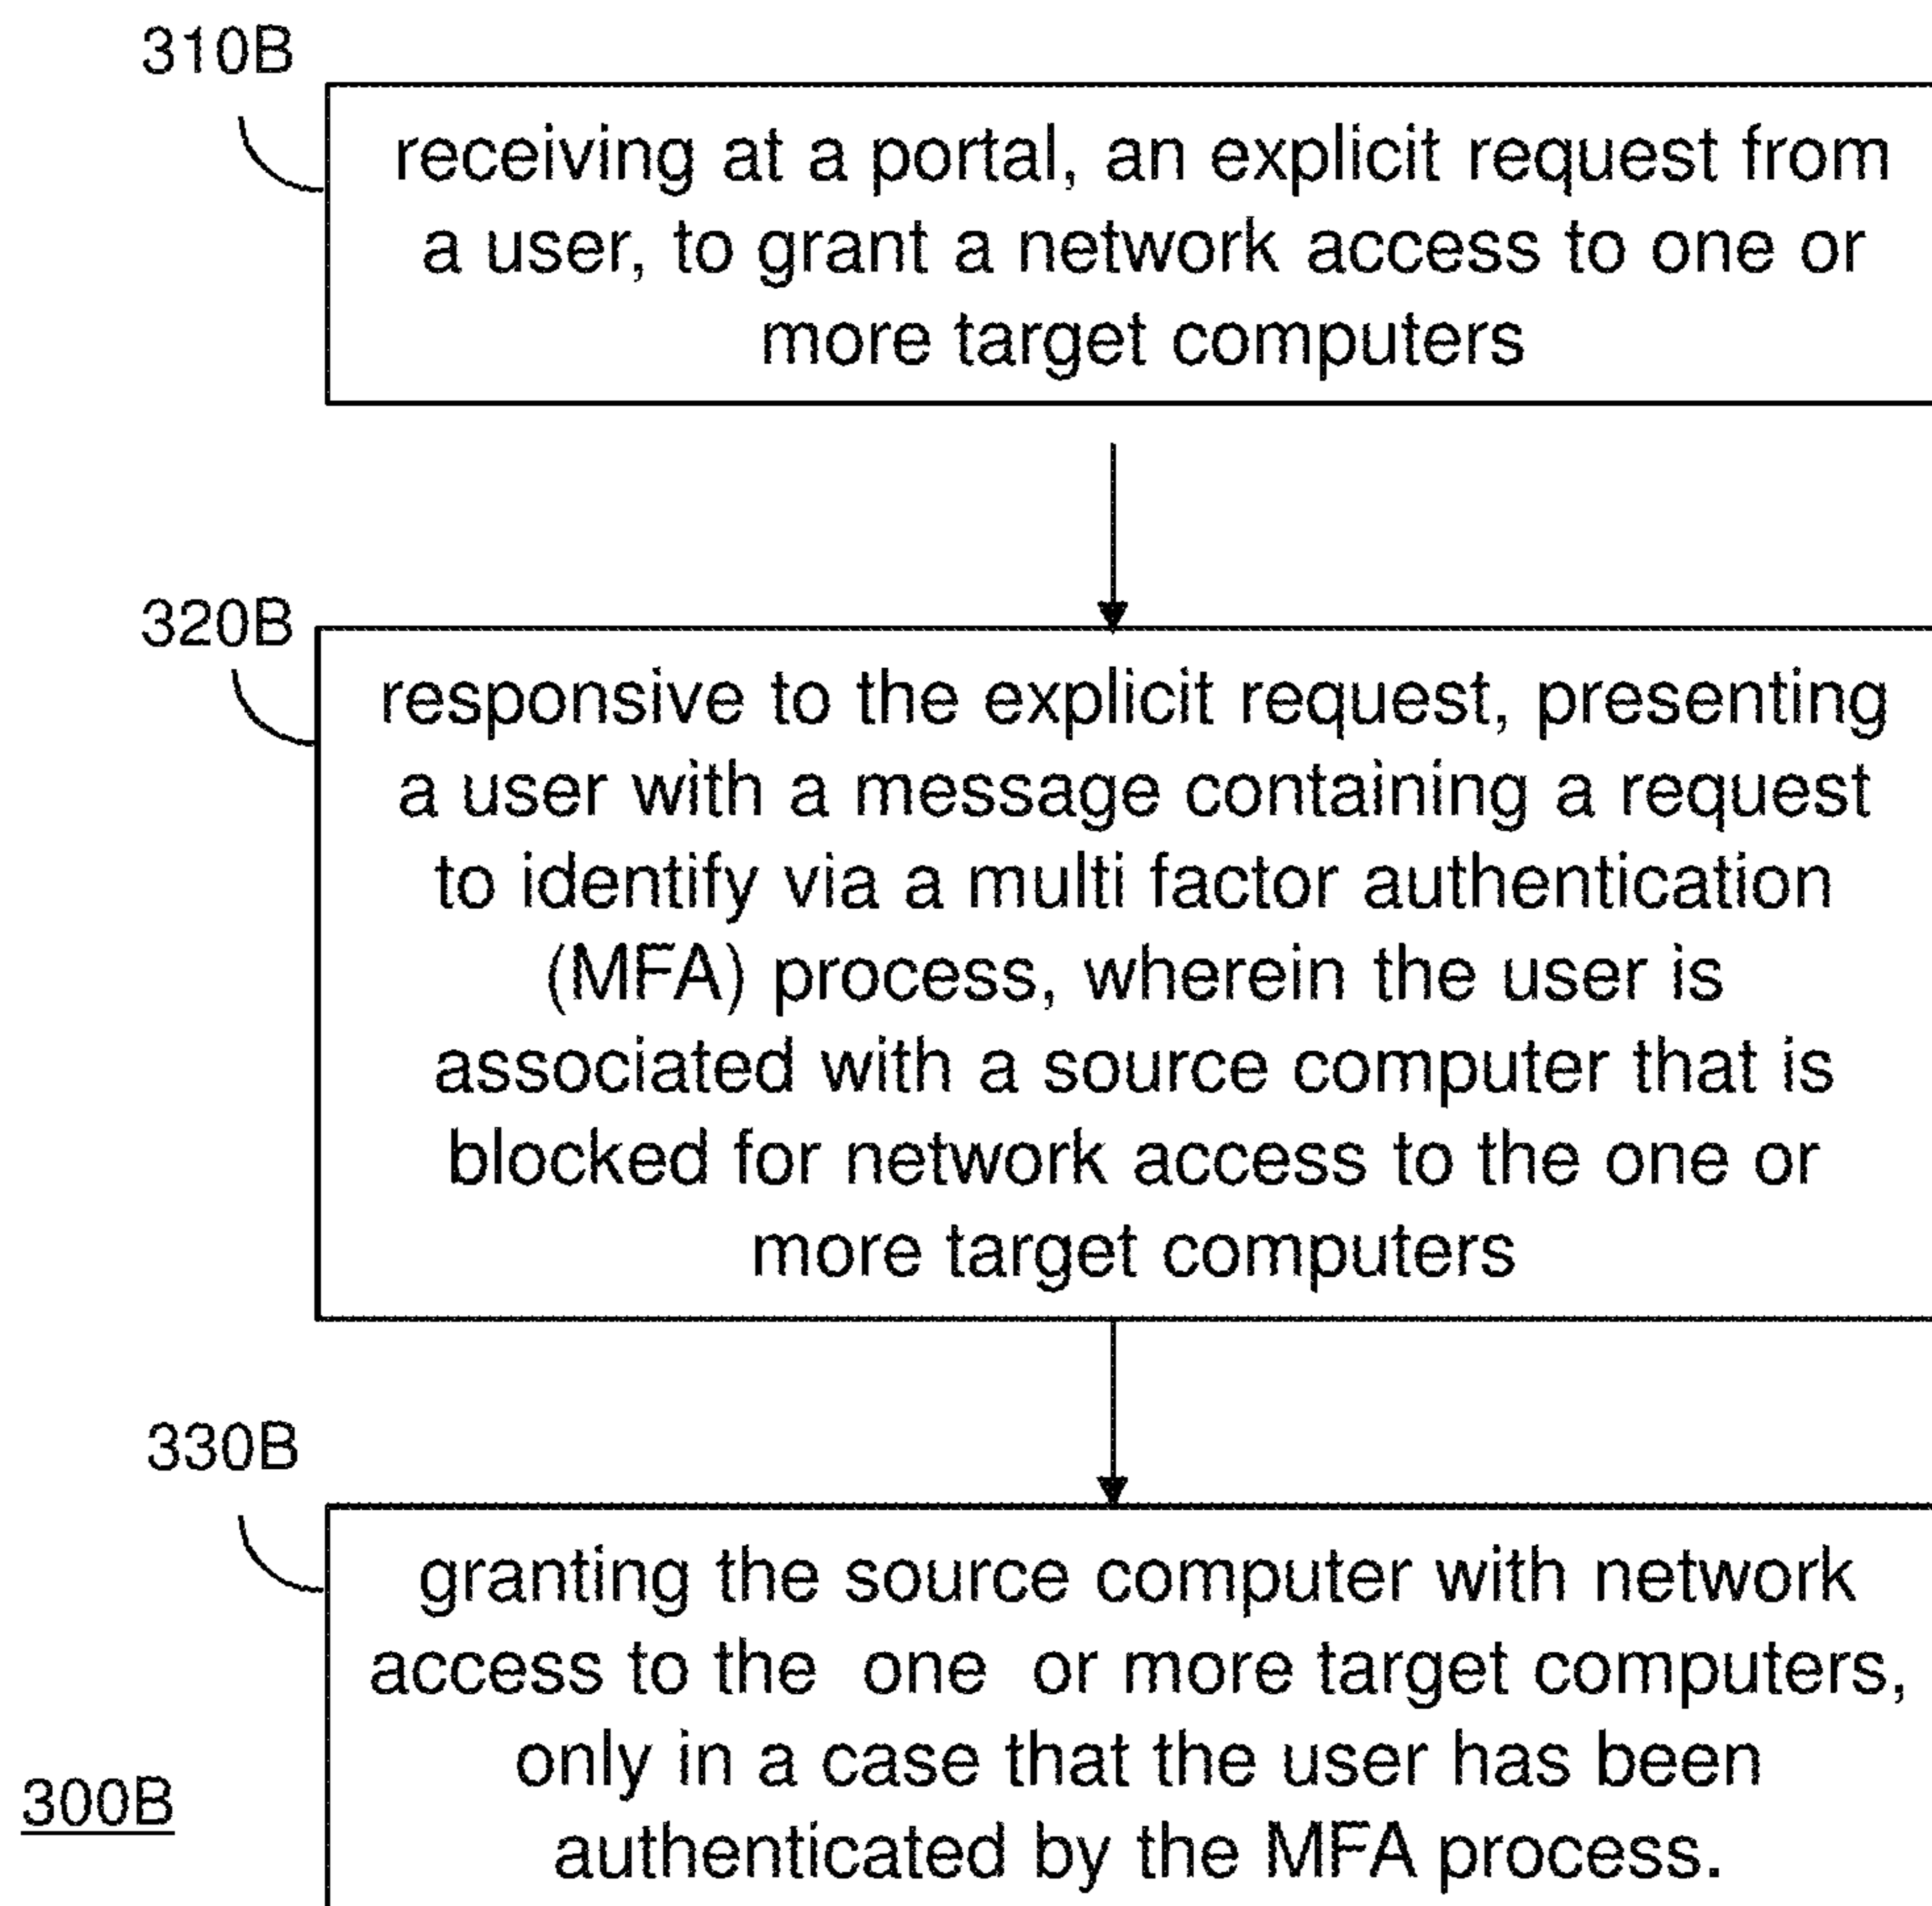 310B
receiving at a portal, an explicit request from
a user, to grant a network access to one or
more target computers
320B
responsive to the explicit request, presenting
a user with a message containing a request
to identify via a multi factor authentication
(MFA) process, wherein the user is
associated with a source computer that is
blocked for network access to the one or
more target computers
330B
granting the source computer with network
access to the one or more target computers,
only in a case that the user has been
authenticated by the MFA process.
300B